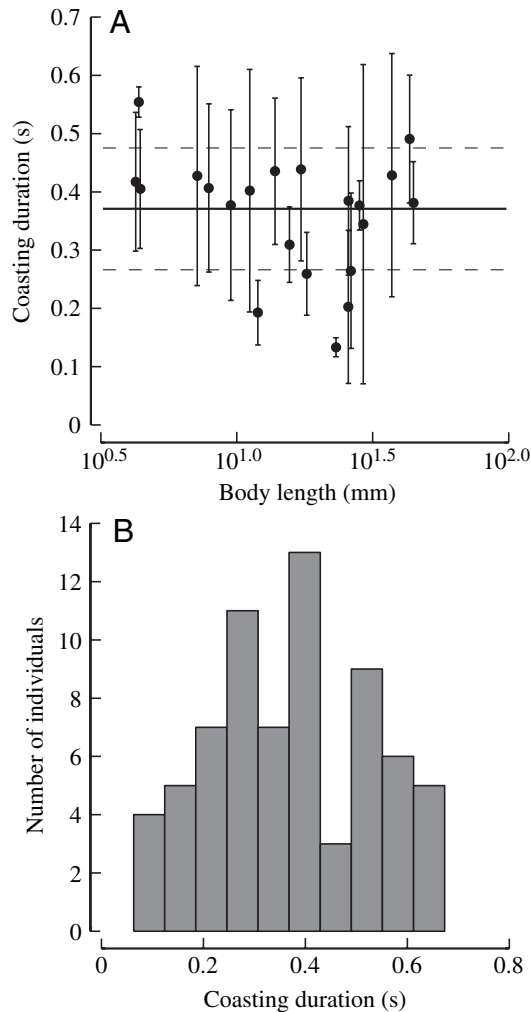 A
0.7
0.6
0.5
0.4
0.3
0.2
0.1
0
Coasting duration (s)
10^0.5 10^1.0 10^1.5 10^2.0
Body length (mm)
B
14
12
10
8
6
4
2
0
Number of individuals
0 0.2 0.4 0.6 0.8
Coasting duration (s)